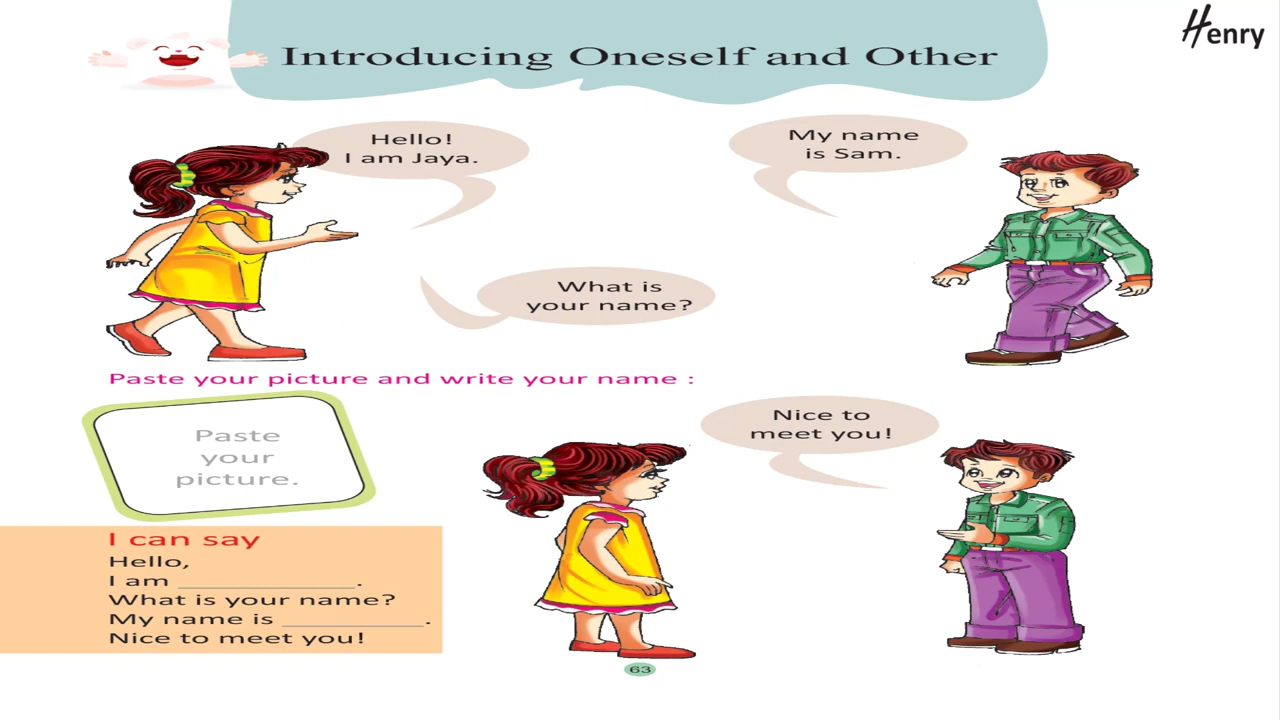 Henry
Introducing Oneself and Other
Hello!
I am Jaya.
My name
is Sam.
What is
your name?
Paste your picture and write your name :
Paste
your
picture.
Nice to
meet you!
I can say
Hello,
I am ______________.
What is your name?
My name is ___________.
Nice to meet you!
63